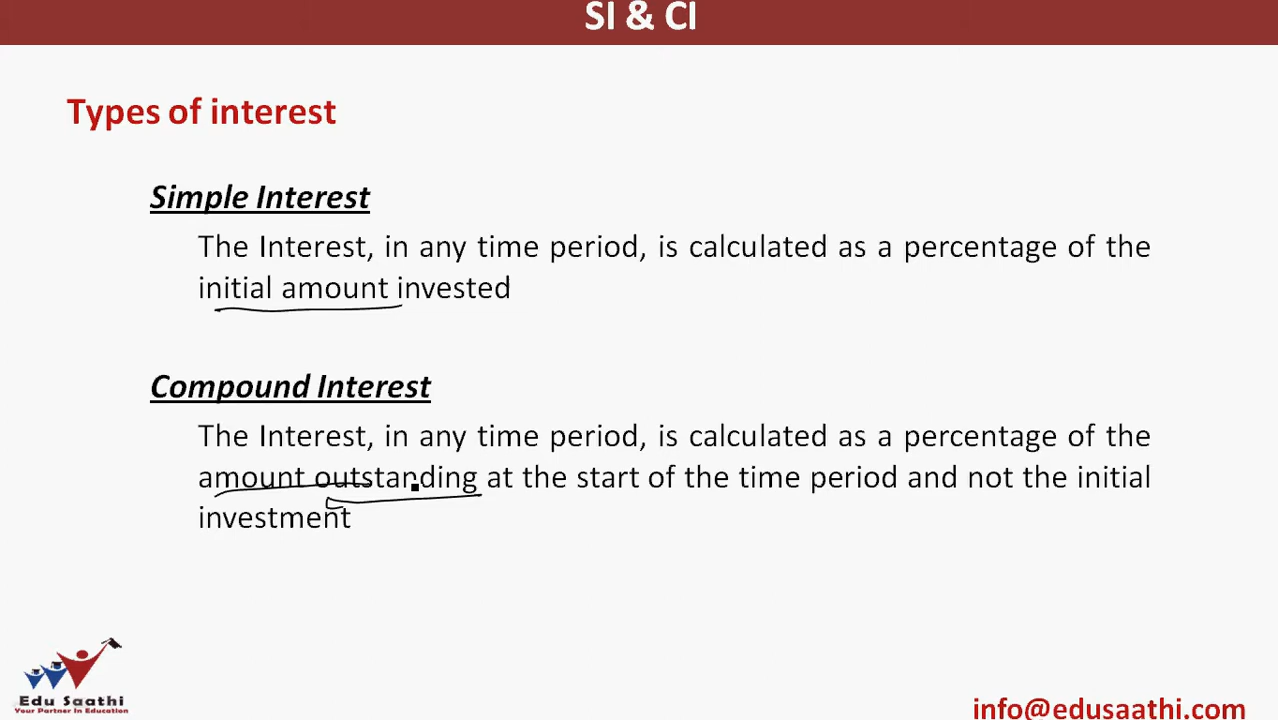 SI & CI
Types of interest
Simple Interest
The Interest, in any time period, is calculated as a percentage of the
initial amount invested
Compound Interest
The Interest, in any time period, is calculated as a percentage of the
amount outstanding at the start of the time period and not the initial
investment
Edu Saathi
Your Partner In Education
info@edusaathi.com